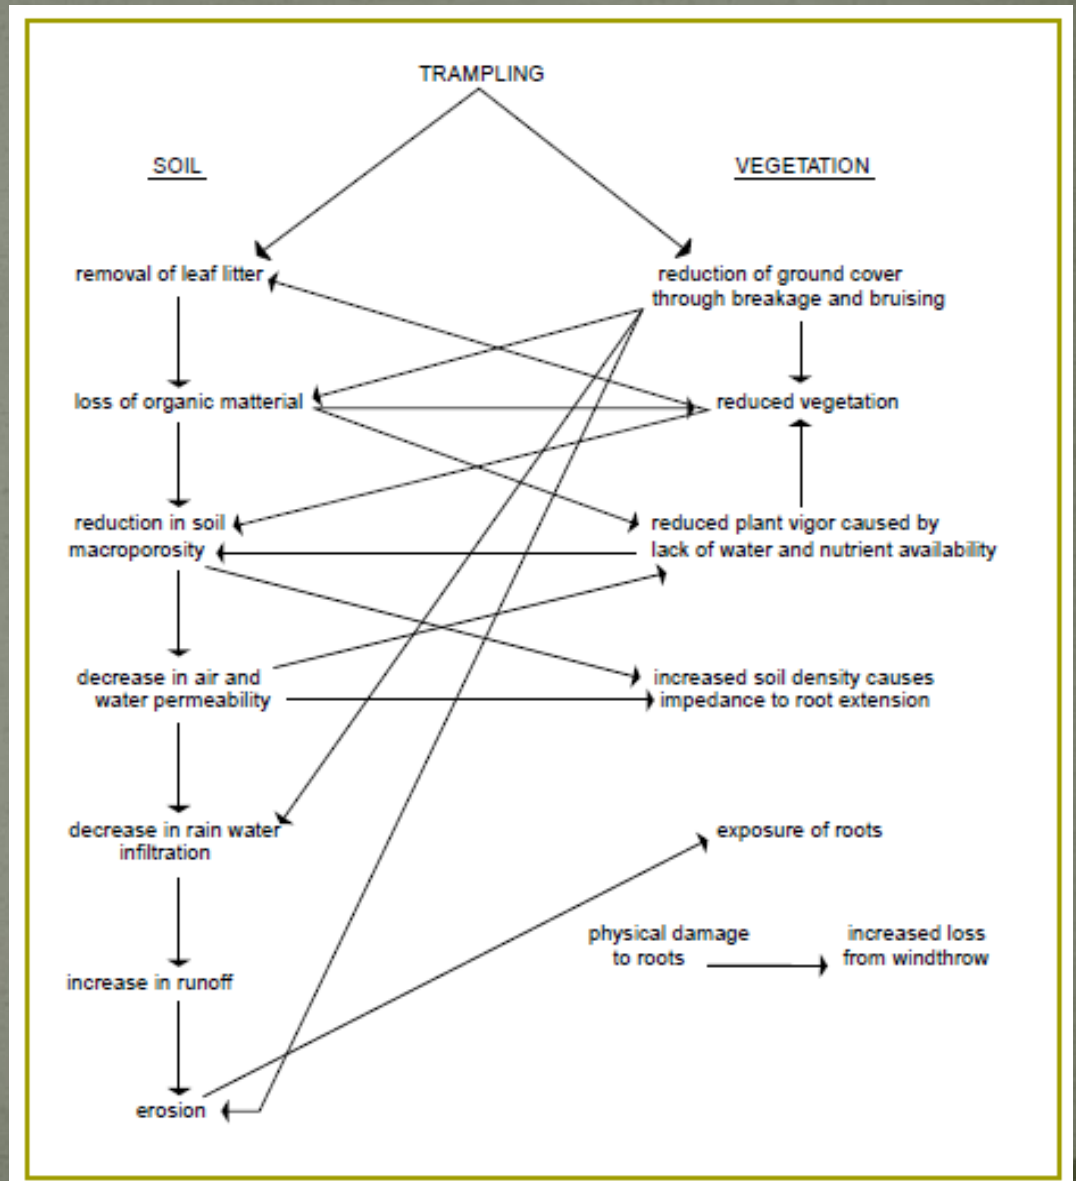 TRAMPLING
SOIL
VEGETATION
removal of leaf litter
reduction of ground cover
through breakage and bruising
loss of organic matterial
reduced vegetation
reduction in soil
macroporosity
reduced plant vigor caused by
lack of water and nutrient availability
decrease in air and
water permeability
increased soil density causes
impedance to root extension
decrease in rain water
infiltration
exposure of roots
physical damage
to roots
increased loss
from windthrow
increase in runoff
erosion